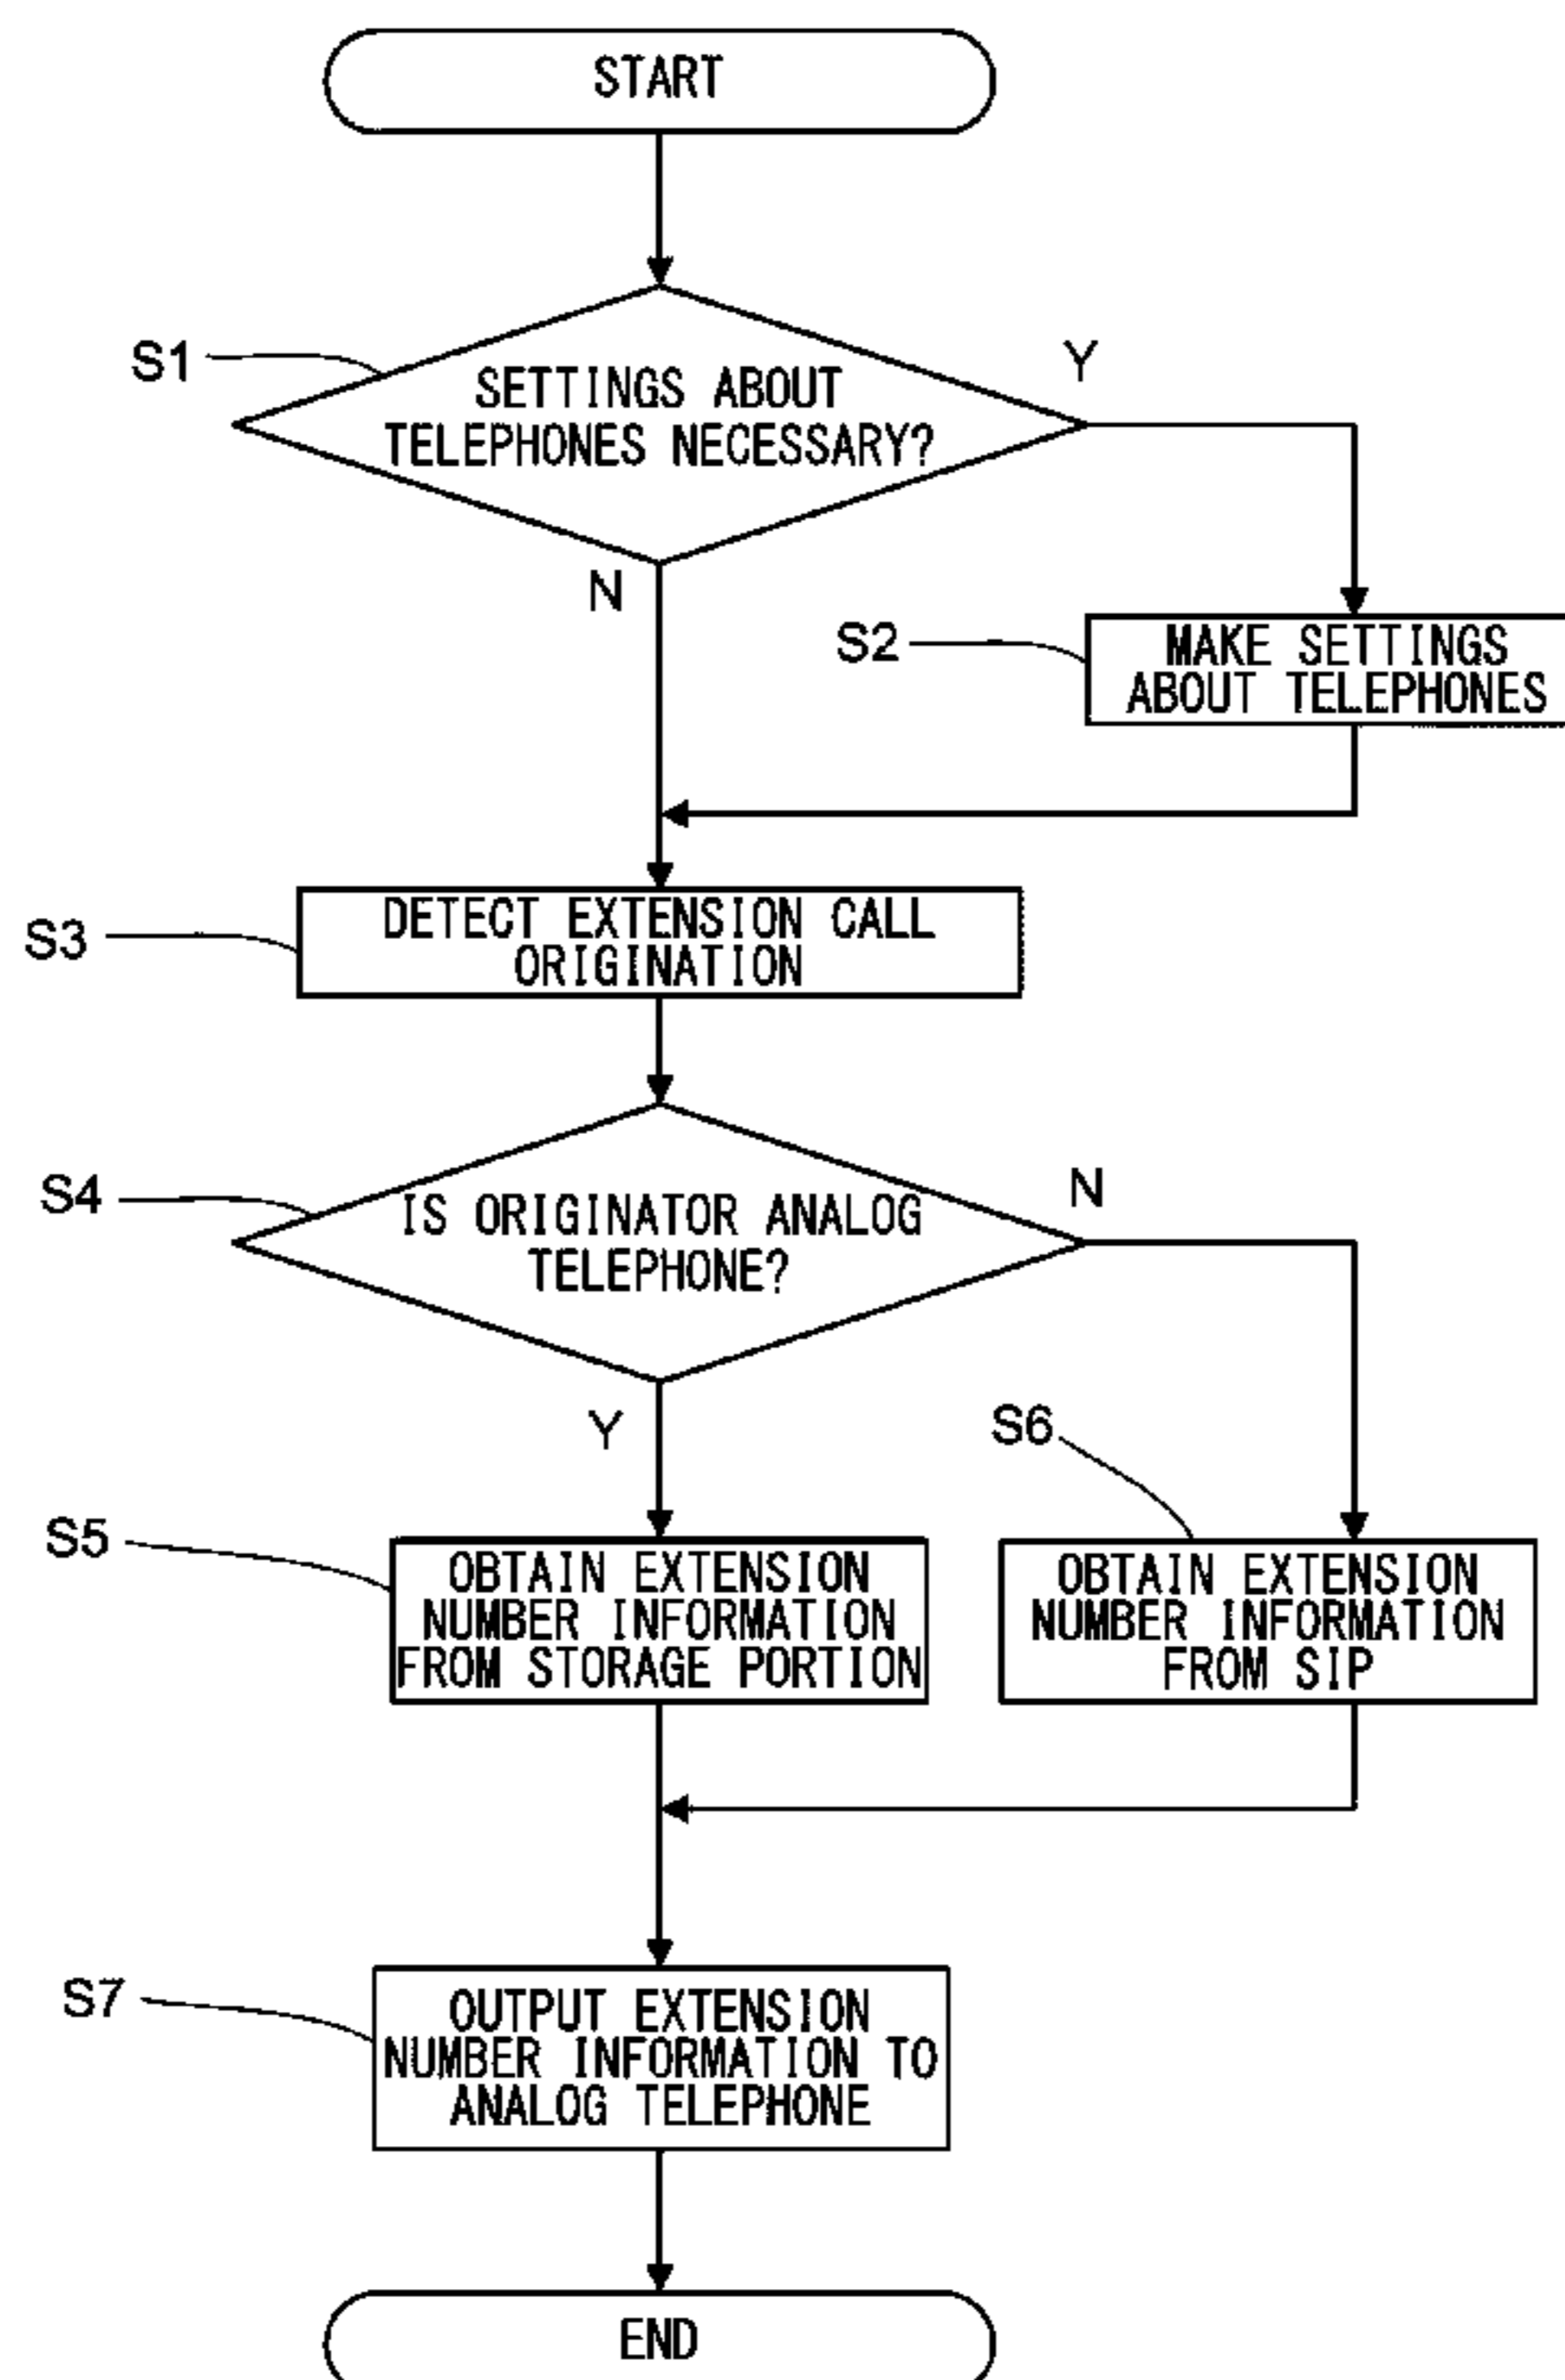 START
S1
SETTINGS ABOUT
TELEPHONES NECESSARY?
Y
N
S2
MAKE SETTINGS
ABOUT TELEPHONES
S3
DETECT EXTENSION CALL
ORIGINATION
S4
IS ORIGINATOR ANALOG
TELEPHONE?
N
Y
S5
OBTAIN EXTENSION
NUMBER INFORMATION
FROM STORAGE PORTION
S6
OBTAIN EXTENSION
NUMBER INFORMATION
FROM SIP
S7
OUTPUT EXTENSION
NUMBER INFORMATION TO
ANALOG TELEPHONE
END